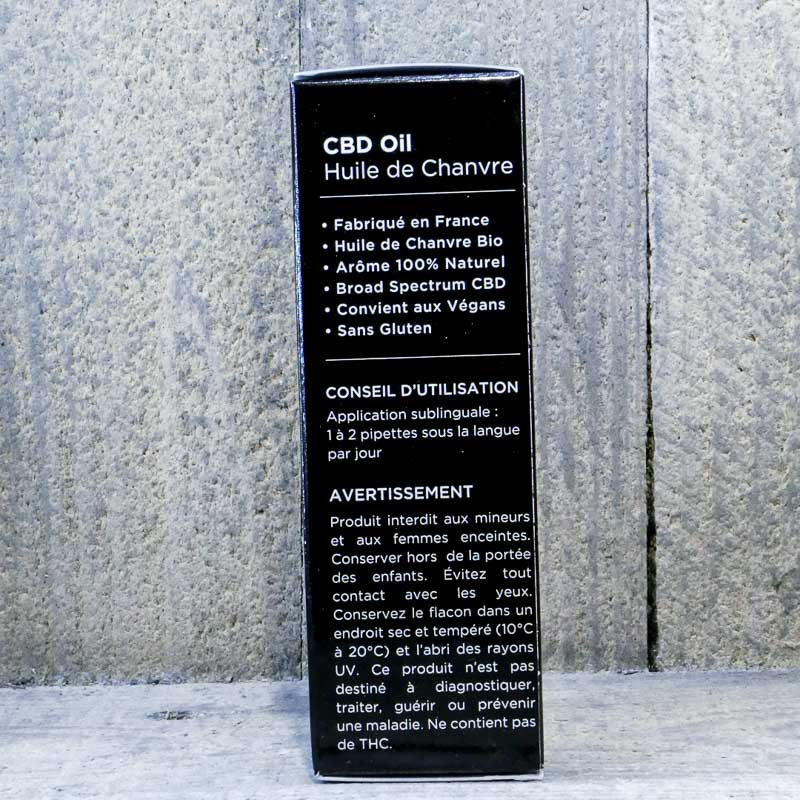 CBD Oil
Huile de Chanvre
• Fabriqué en France
• Huile de Chanvre Bio
• Arôme 100% Naturel
• Broad Spectrum CBD
• Convient aux Végans
• Sans Gluten
CONSEIL D'UTILISATION
Application sublinguale :
1 à 2 pipettes sous la langue
par jour
AVERTISSEMENT
Produit interdit aux mineurs
et aux femmes enceintes.
Conserver hors de la portée
des enfants. Évitez tout
contact avec les yeux.
Conservez le flacon dans un
endroit sec et tempéré (10°C
à 20°C) et l'abri des rayons
UV. Ce produit n'est pas
destiné à diagnostiquer,
traiter, guérir ou prévenir
une maladie. Ne contient pas
de THC.